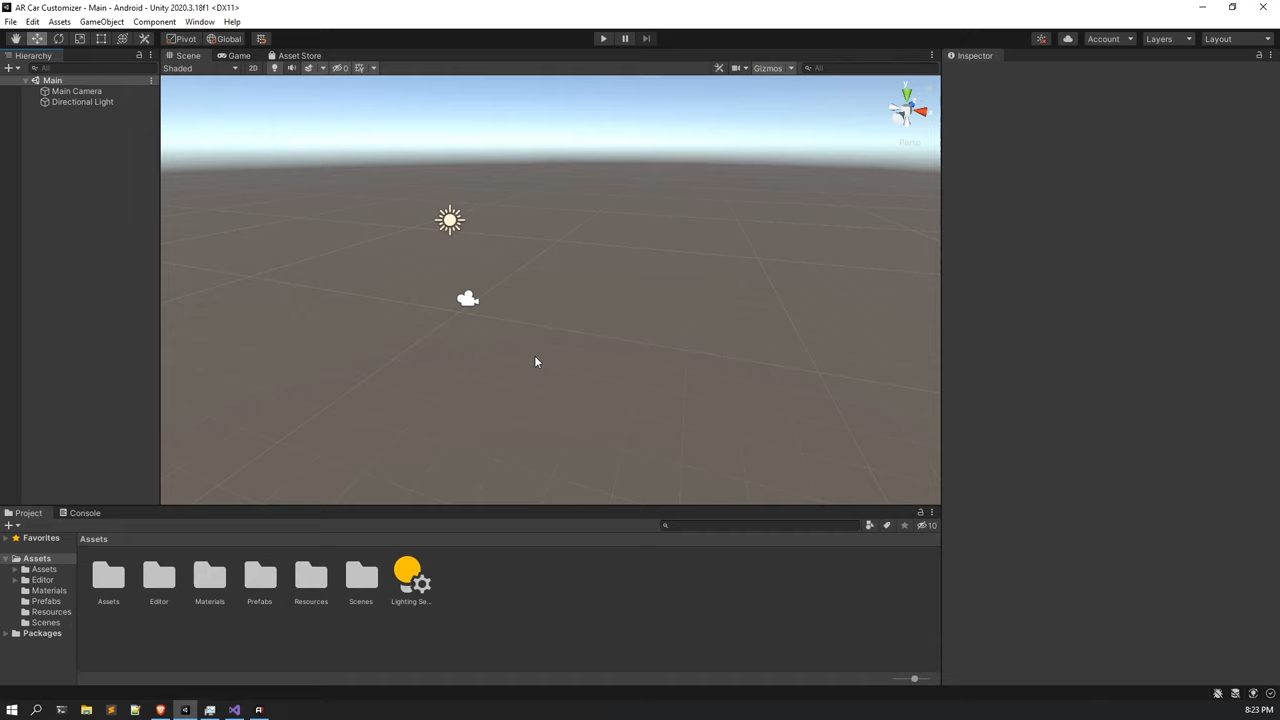 AR Car Customizer - Main - Android - Unity 2020.3.18f1 <DX11>
File Edit Assets GameObject Component Window Help
Pivot Global Account Layers Layout
Hierarchy Scene Game Asset Store Inspector
All Shaded 2D 0 Gizmos All
Main
Main Camera
Directional Light
y
x
Persp
Project Console
10
Favorites
Assets
Assets
Editor
Materials
Prefabs
Resources
Scenes
Packages
Assets
Assets Editor Materials Prefabs Resources Scenes Lighting Se...
8:23 PM